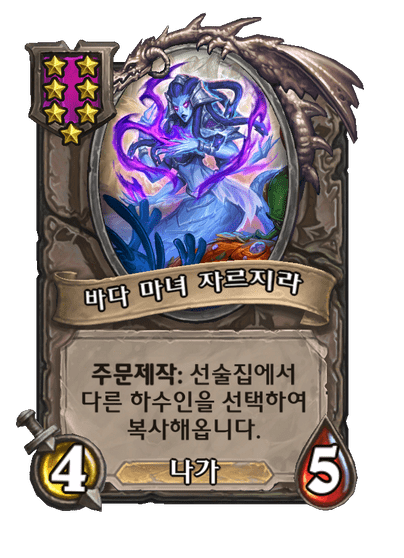 바다 마녀 자르지라
주문제작: 선술집에서
다른 하수인을 선택하여
복사해옵니다.
4
나가
5